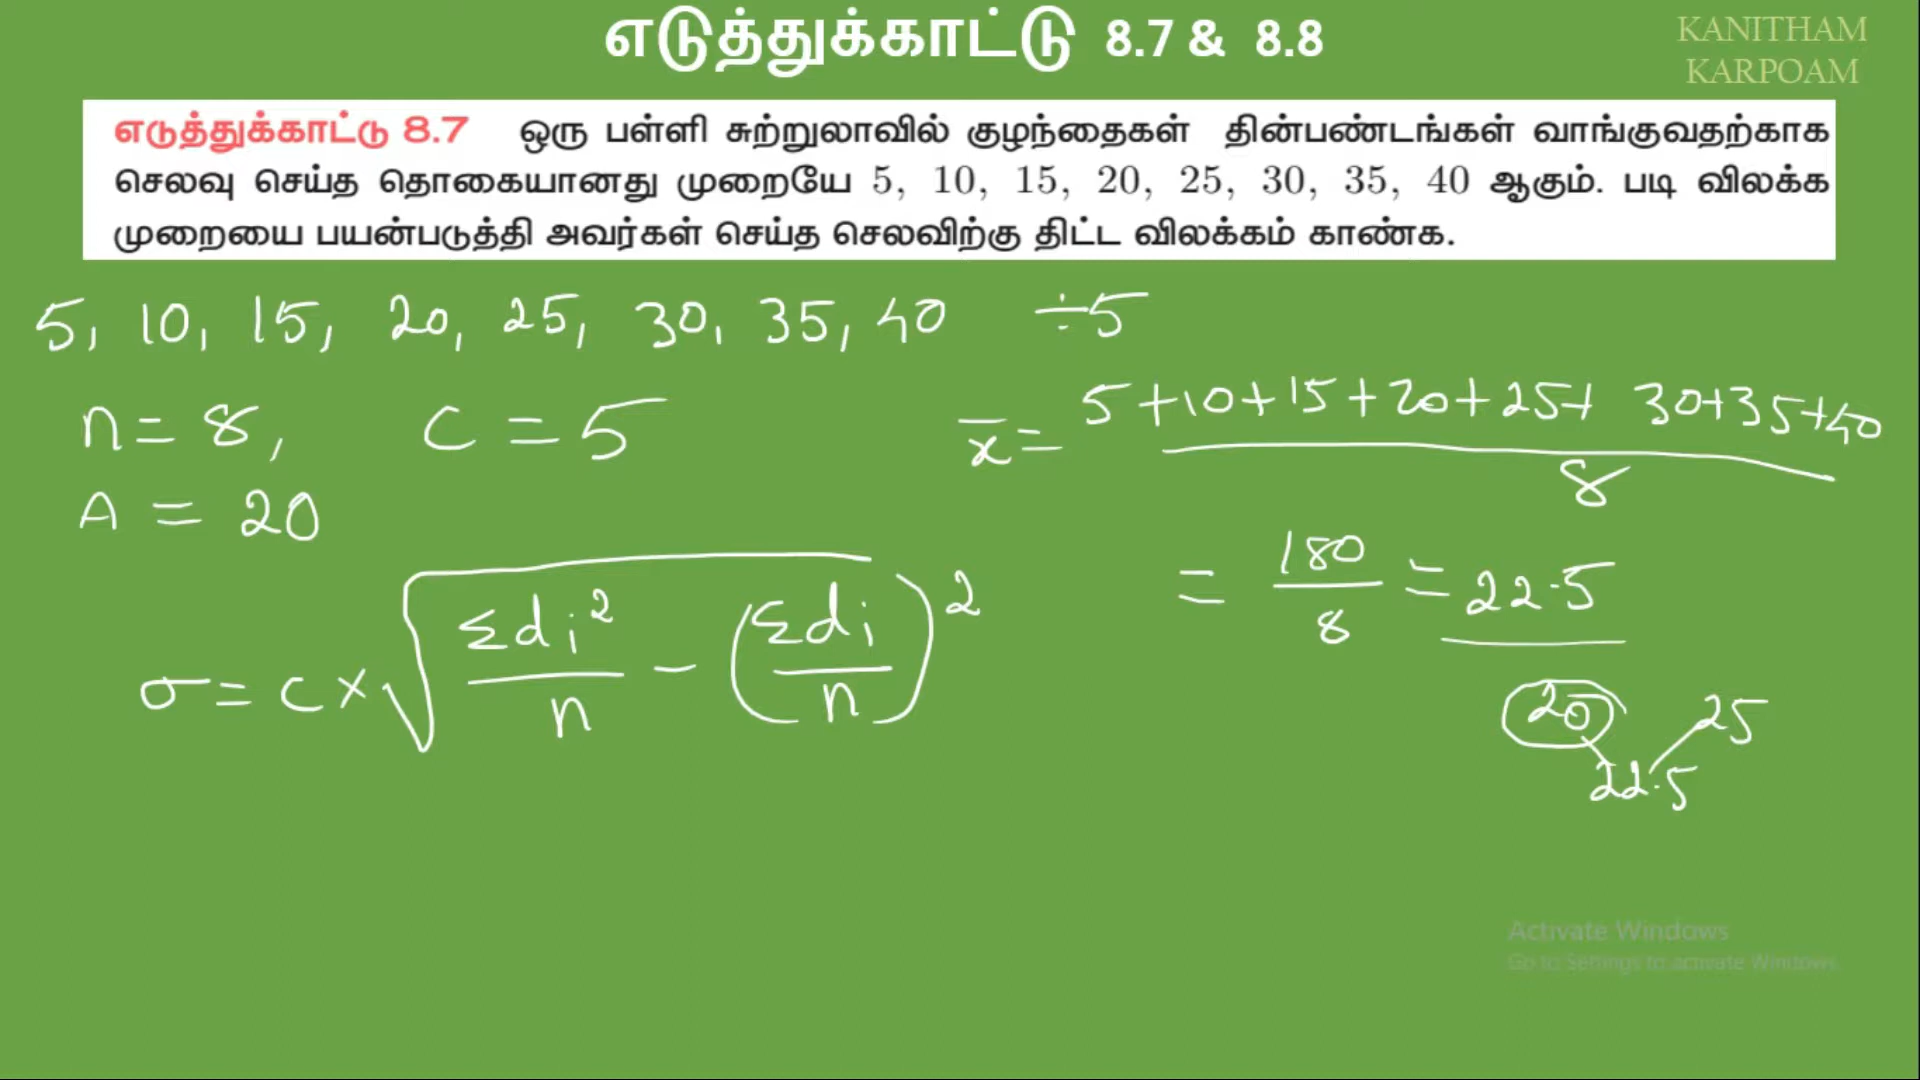 எடுத்துக்காட்டு 8.7 & 8.8
KANITHAM
KARPOAM
எடுத்துக்காட்டு 8.7 ஒரு பள்ளி சுற்றுலாவில் குழந்தைகள் தின்பண்டங்கள் வாங்குவதற்காக
செலவு செய்த தொகையானது முறையே 5, 10, 15, 20, 25, 30, 35, 40 ஆகும். படி விலக்க
முறையை பயன்படுத்தி அவர்கள் செய்த செலவிற்கு திட்ட விலக்கம் காண்க.
5, 10, 15, 20, 25, 30, 35, 40 ÷5
n = 8, c = 5
A = 20
σ = c × √(Σdi²/n − (Σdi/n)²)
x̄ = (5+10+15+20+25+30+35+40)/8
= 180/8 = 22.5
20 25
22.5
Activate Windows
Go to Settings to activate Windows.